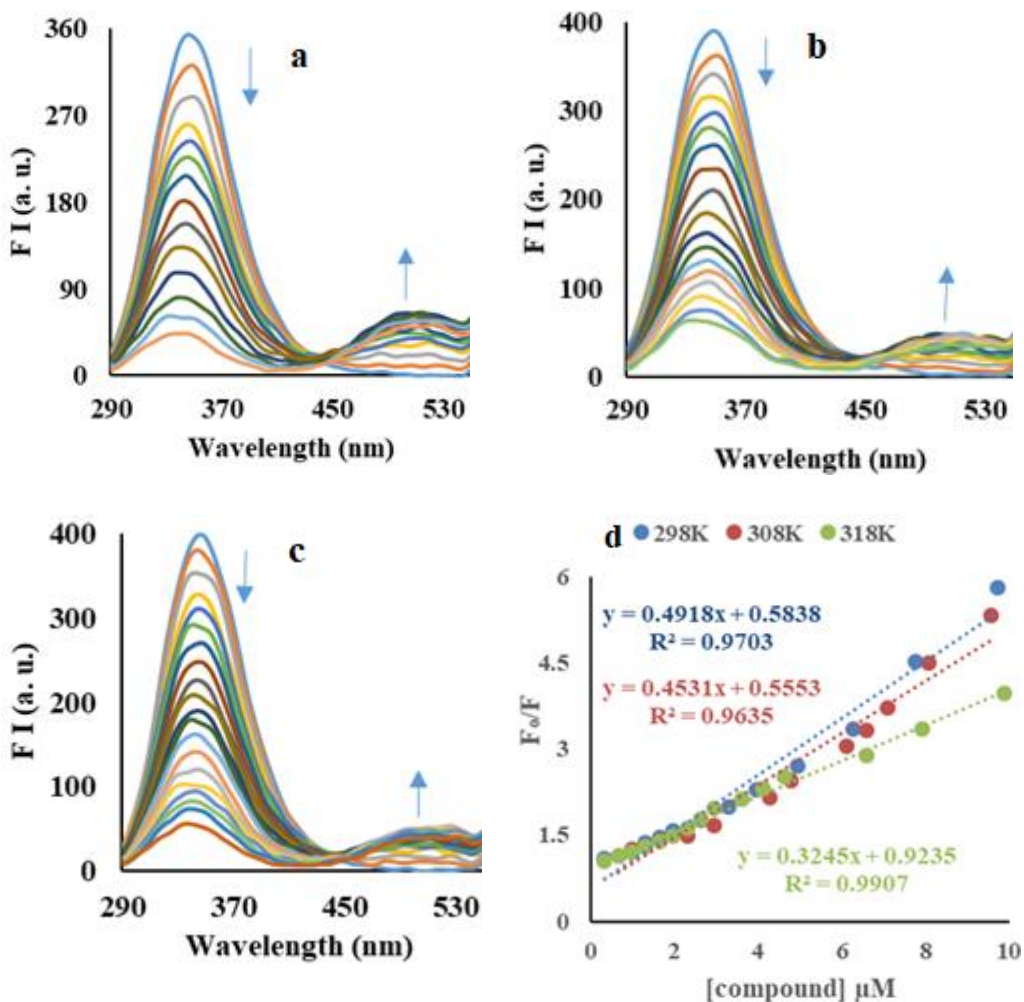 a
F I (a. u.)
360
270
180
90
0
290 370 450 530
Wavelength (nm)
b
F I (a. u.)
400
300
200
100
0
290 370 450 530
Wavelength (nm)
c
F I (a. u.)
400
300
200
100
0
290 370 450 530
Wavelength (nm)
d 298K 308K 318K
F₀/F
6
4.5
3
1.5
0
y = 0.4918x + 0.5838
R² = 0.9703
y = 0.4531x + 0.5553
R² = 0.9635
y = 0.3245x + 0.9235
R² = 0.9907
0 2 4 6 8 10
[compound] µM